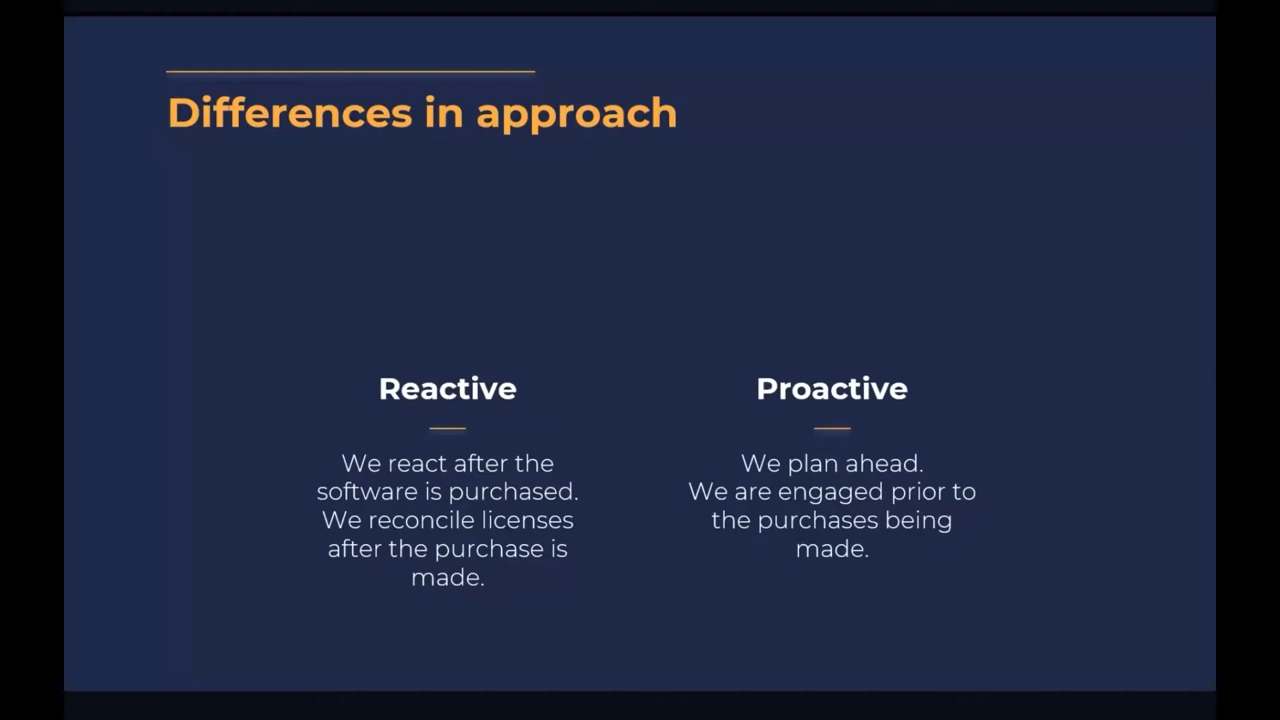 Differences in approach
Reactive
We react after the
software is purchased.
We reconcile licenses
after the purchase is
made.
Proactive
We plan ahead.
We are engaged prior to
the purchases being
made.